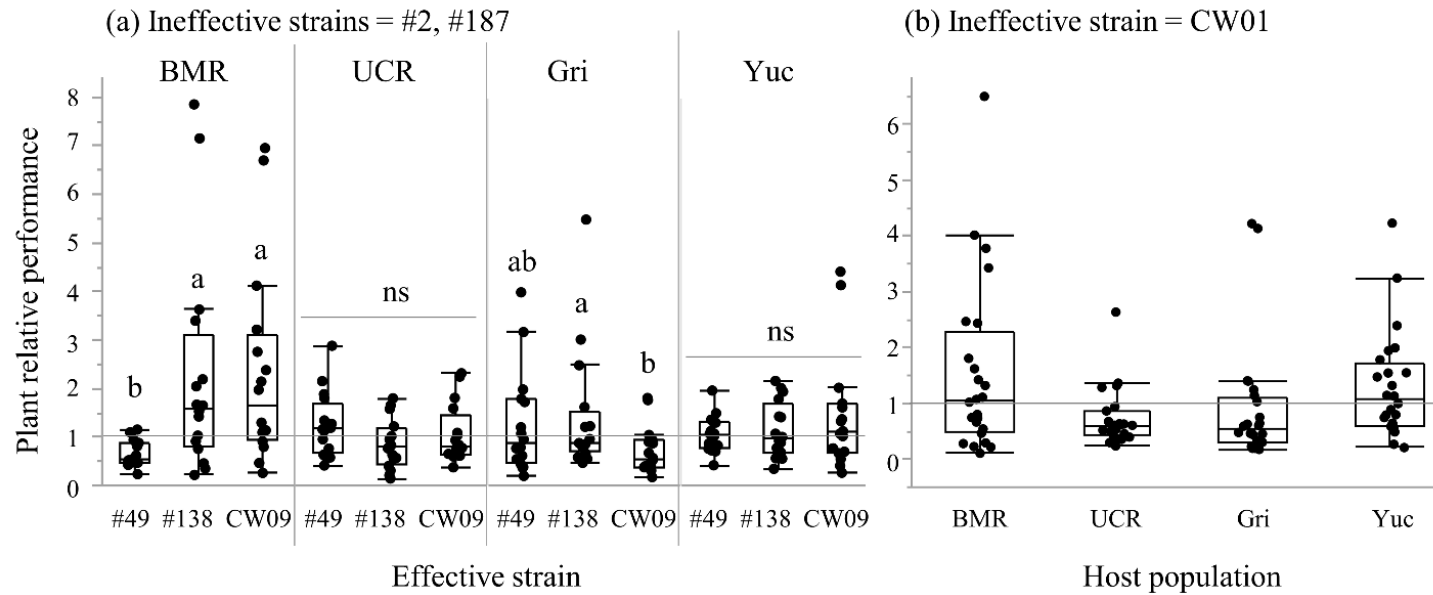 (a) Ineffective strains = #2, #187
(b) Ineffective strain = CW01
BMR UCR Gri Yuc
Plant relative performance
8
7
6
5
4
3
2
1
0
b a a
ns
ab a b
ns
#49 #138 CW09 #49 #138 CW09 #49 #138 CW09 #49 #138 CW09
Effective strain
6
5
4
3
2
1
0
BMR UCR Gri Yuc
Host population